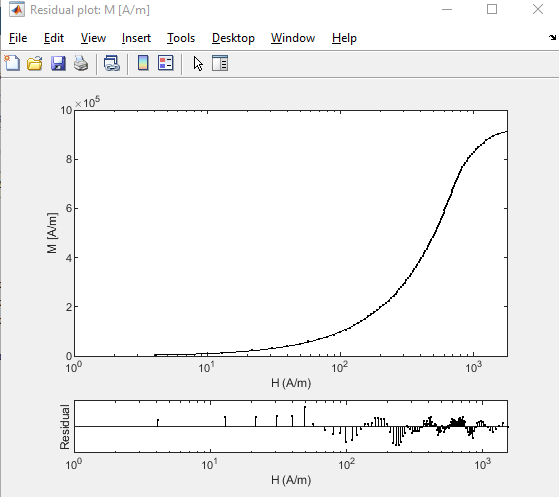 Residual plot: M [A/m]
File Edit View Insert Tools Desktop Window Help
×10⁵
10
8
6
4
2
0
M [A/m]
10⁰ 10¹ 10² 10³
H (A/m)
Residual
10⁰ 10¹ 10² 10³
H (A/m)